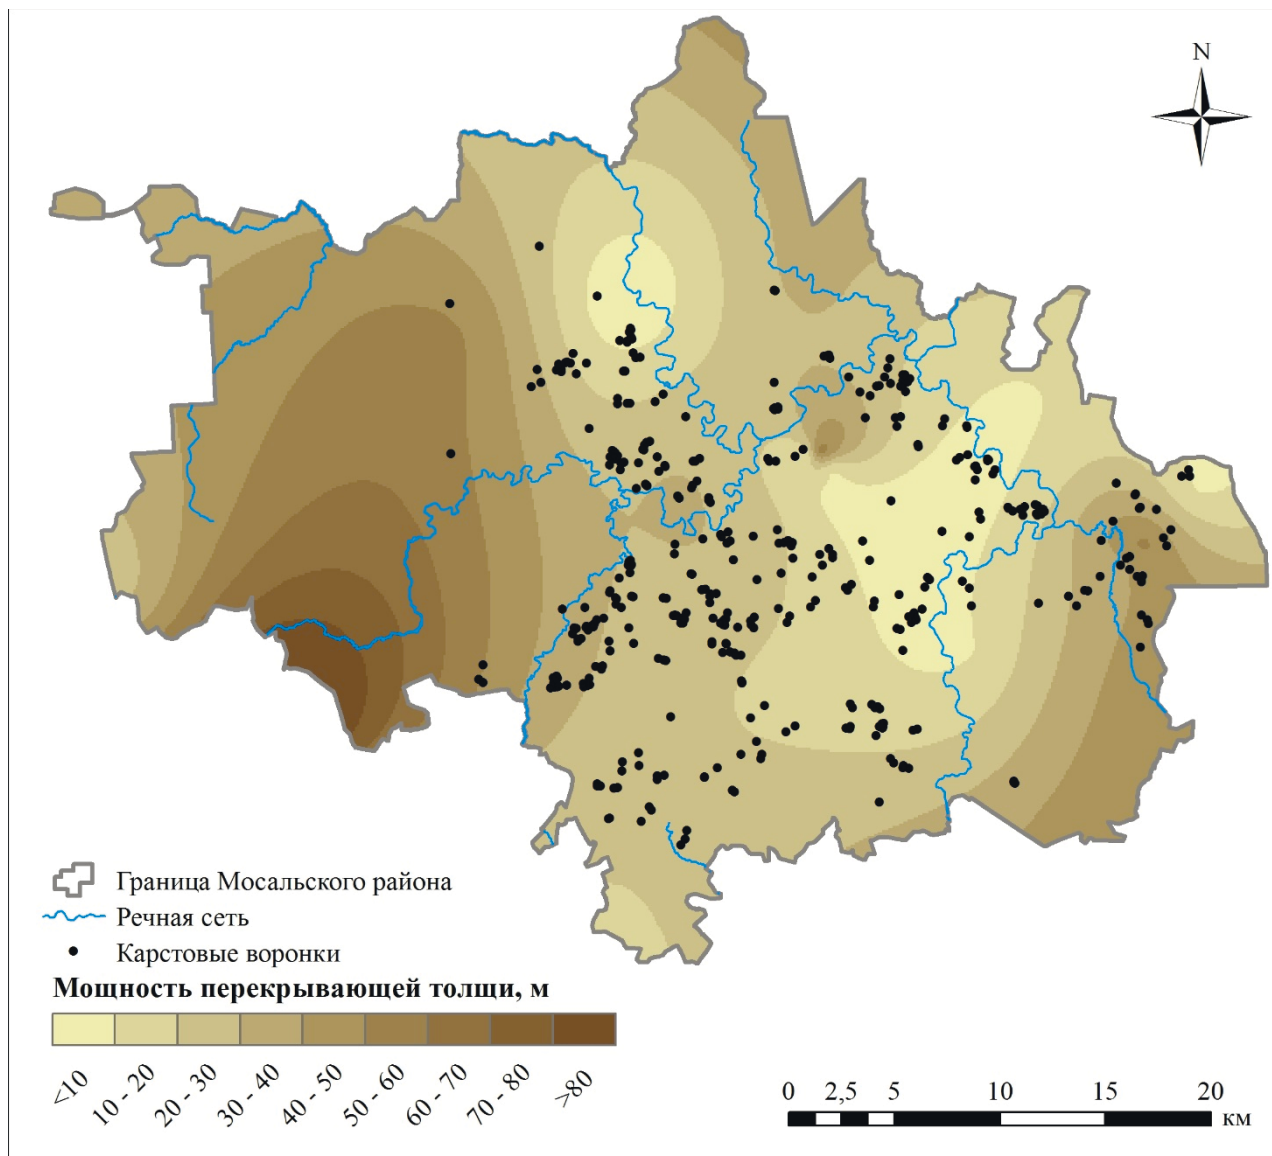 N
Граница Мосальского района
Речная сеть
Карстовые воронки
Мощность перекрывающей толщи, м
<10 10 - 20 20 - 30 30 - 40 40 - 50 50 - 60 60 - 70 70 - 80 >80
0 2,5 5 10 15 20
км